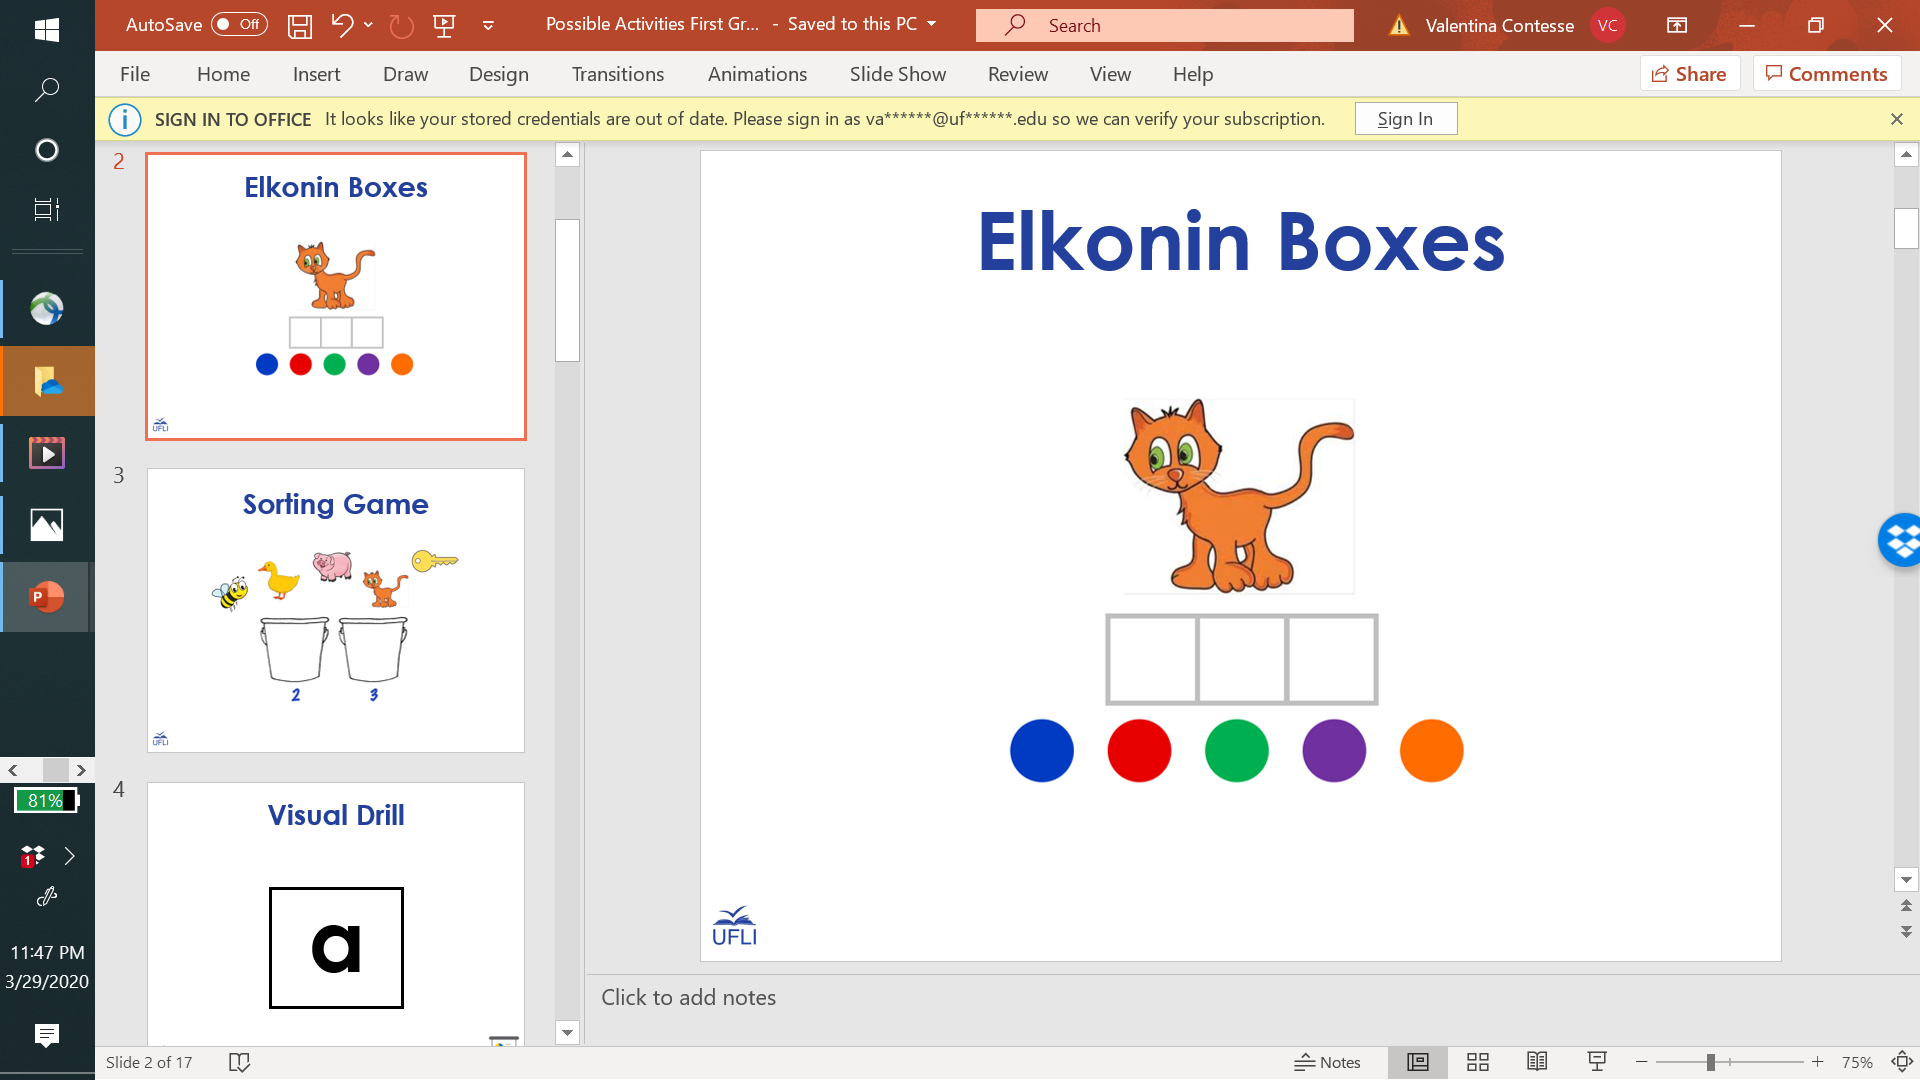 AutoSave Off
Possible Activities First Gr... - Saved to this PC
Search
Valentina Contesse VC
File Home Insert Draw Design Transitions Animations Slide Show Review View Help Share Comments
SIGN IN TO OFFICE It looks like your stored credentials are out of date. Please sign in as va******@uf******.edu so we can verify your subscription. Sign In
2
Elkonin Boxes
UFLI
3
Sorting Game
2 3
UFLI
4
Visual Drill
a
Elkonin Boxes
UFLI
Click to add notes
P
81%
1
11:47 PM
3/29/2020
Slide 2 of 17 Notes 75%